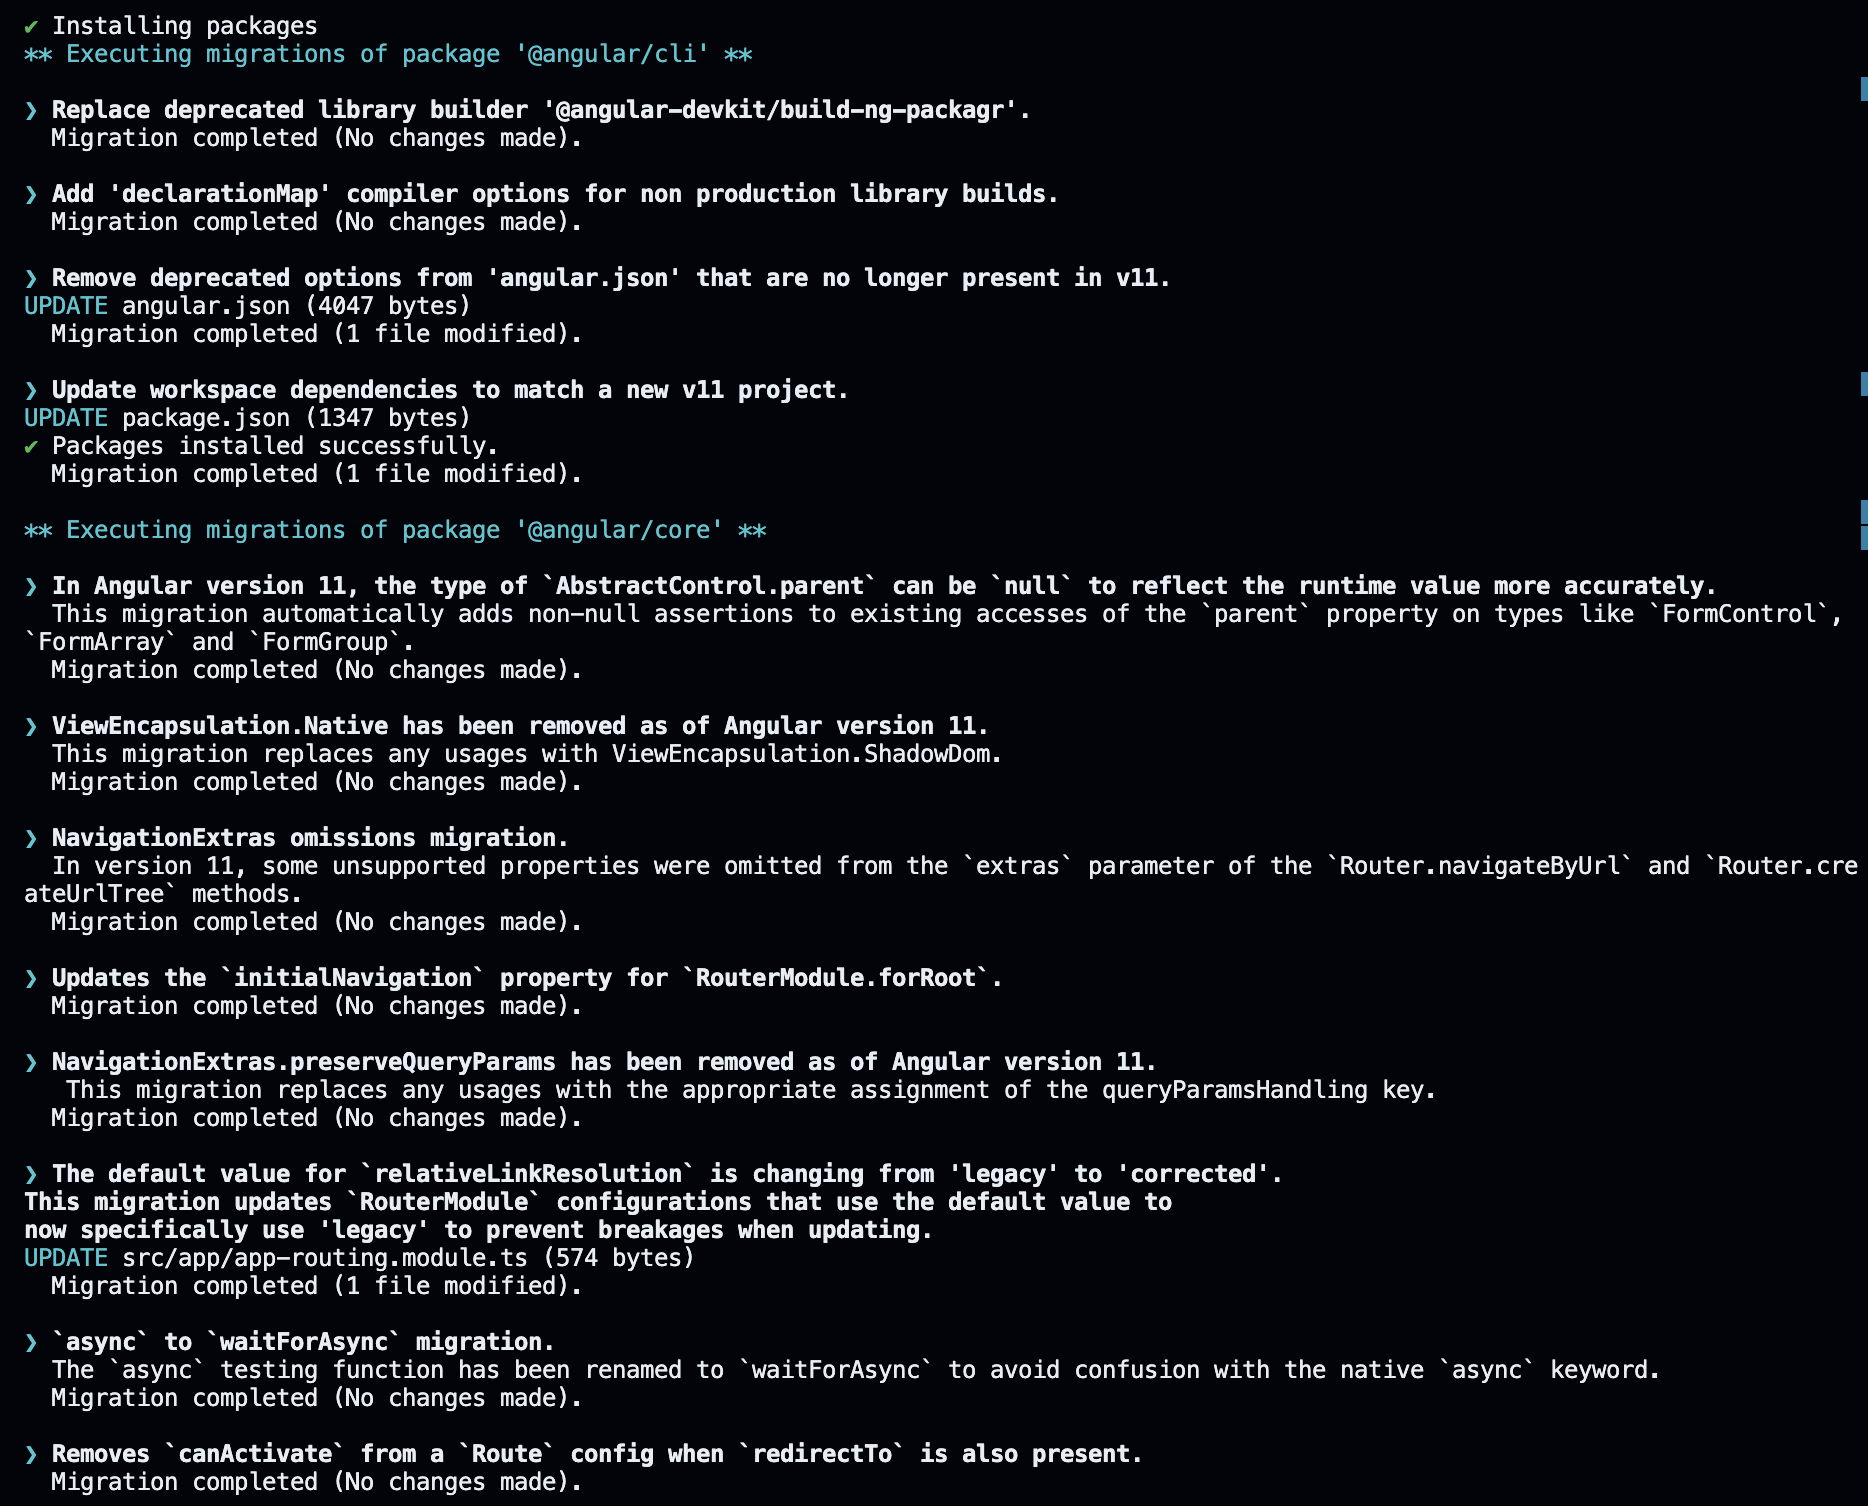 ✔ Installing packages
** Executing migrations of package '@angular/cli' **
❯ Replace deprecated library builder '@angular-devkit/build-ng-packagr'.
Migration completed (No changes made).
❯ Add 'declarationMap' compiler options for non production library builds.
Migration completed (No changes made).
❯ Remove deprecated options from 'angular.json' that are no longer present in v11.
UPDATE angular.json (4047 bytes)
Migration completed (1 file modified).
❯ Update workspace dependencies to match a new v11 project.
UPDATE package.json (1347 bytes)
✔ Packages installed successfully.
Migration completed (1 file modified).
** Executing migrations of package '@angular/core' **
❯ In Angular version 11, the type of `AbstractControl.parent` can be `null` to reflect the runtime value more accurately.
This migration automatically adds non-null assertions to existing accesses of the `parent` property on types like `FormControl`,
`FormArray` and `FormGroup`.
Migration completed (No changes made).
❯ ViewEncapsulation.Native has been removed as of Angular version 11.
This migration replaces any usages with ViewEncapsulation.ShadowDom.
Migration completed (No changes made).
❯ NavigationExtras omissions migration.
In version 11, some unsupported properties were omitted from the `extras` parameter of the `Router.navigateByUrl` and `Router.cre
ateUrlTree` methods.
Migration completed (No changes made).
❯ Updates the `initialNavigation` property for `RouterModule.forRoot`.
Migration completed (No changes made).
❯ NavigationExtras.preserveQueryParams has been removed as of Angular version 11.
This migration replaces any usages with the appropriate assignment of the queryParamsHandling key.
Migration completed (No changes made).
❯ The default value for `relativeLinkResolution` is changing from 'legacy' to 'corrected'.
This migration updates `RouterModule` configurations that use the default value to
now specifically use 'legacy' to prevent breakages when updating.
UPDATE src/app/app-routing.module.ts (574 bytes)
Migration completed (1 file modified).
❯ `async` to `waitForAsync` migration.
The `async` testing function has been renamed to `waitForAsync` to avoid confusion with the native `async` keyword.
Migration completed (No changes made).
❯ Removes `canActivate` from a `Route` config when `redirectTo` is also present.
Migration completed (No changes made).